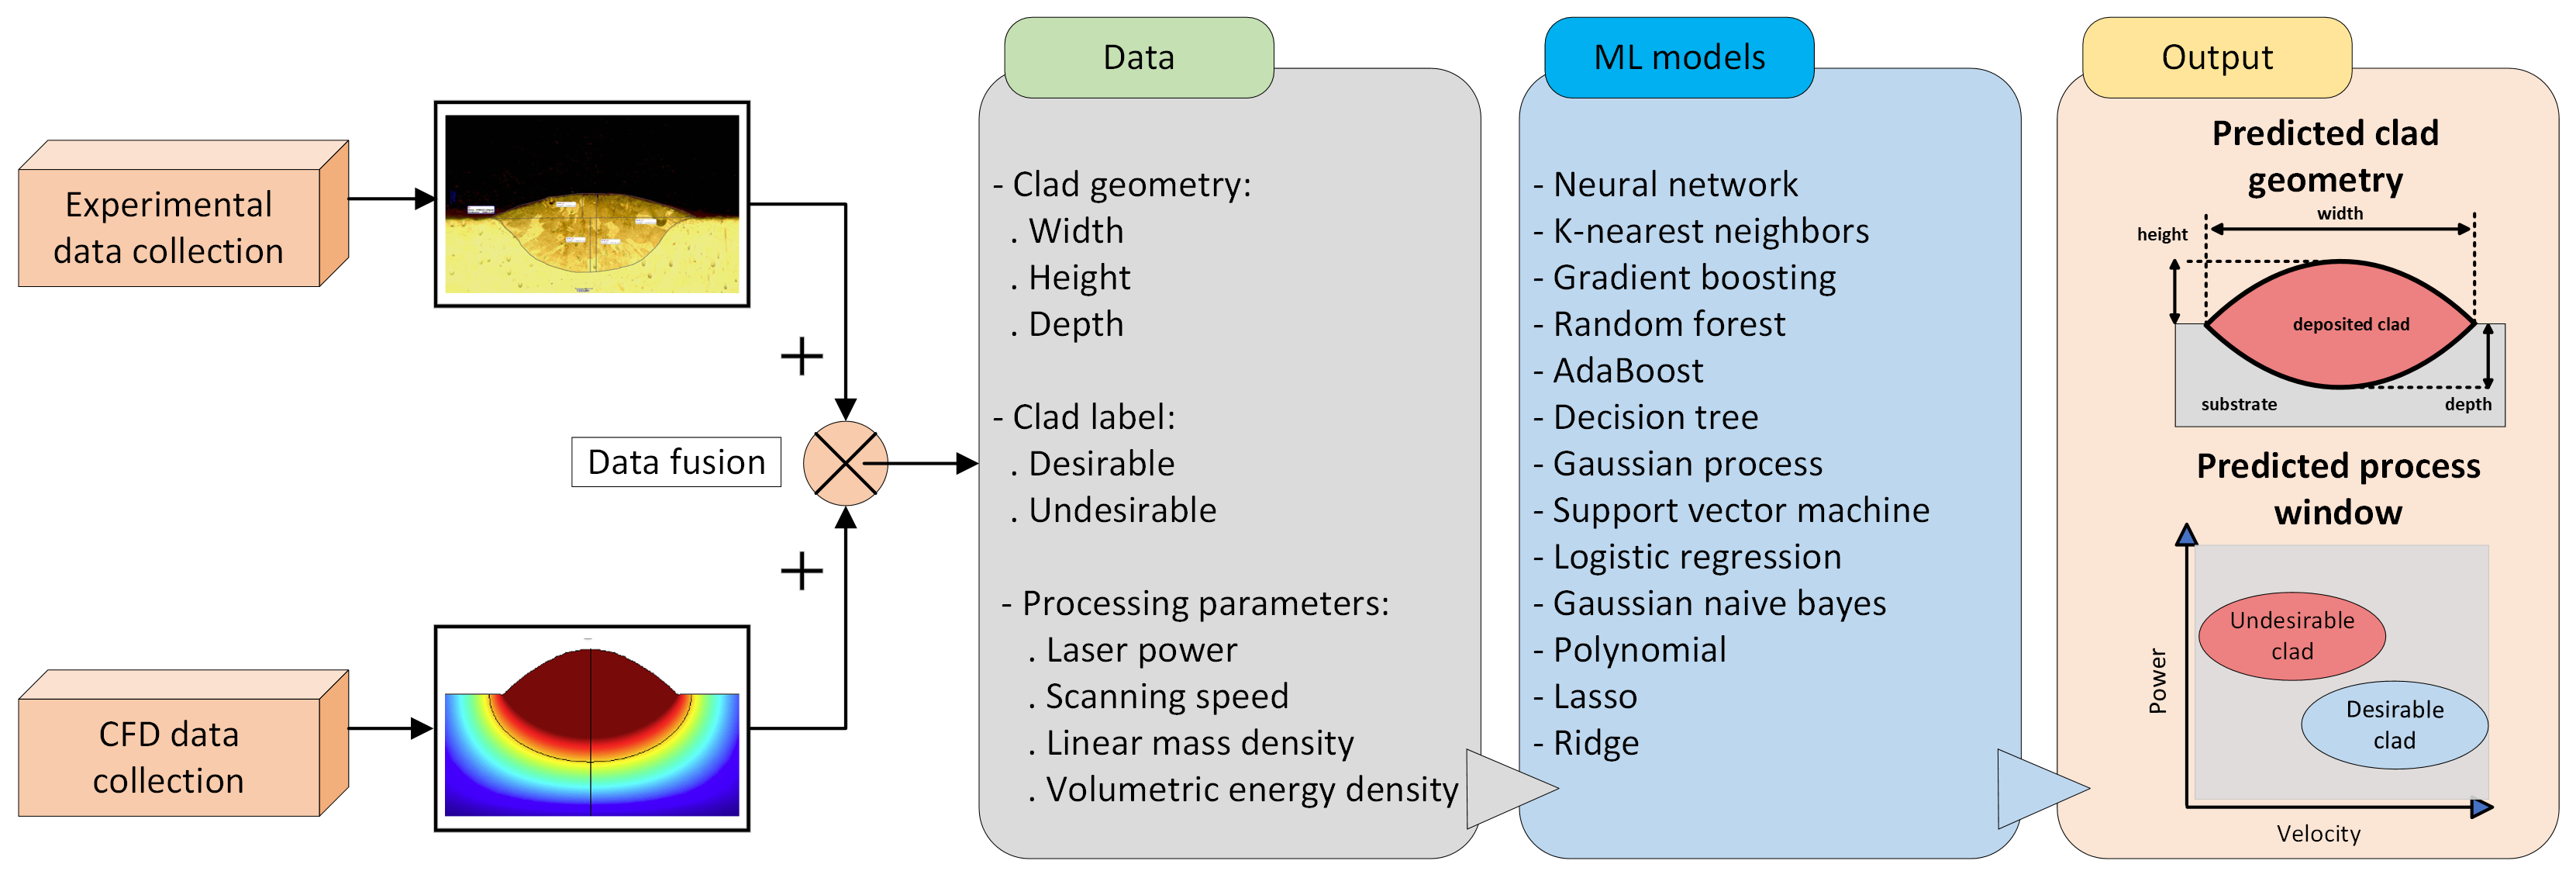 Experimental
data collection
CFD data
collection
+
Data fusion
+
Data
- Clad geometry:
. Width
. Height
. Depth
- Clad label:
. Desirable
. Undesirable
- Processing parameters:
. Laser power
. Scanning speed
. Linear mass density
. Volumetric energy density
ML models
- Neural network
- K-nearest neighbors
- Gradient boosting
- Random forest
- AdaBoost
- Decision tree
- Gaussian process
- Support vector machine
- Logistic regression
- Gaussian naive bayes
- Polynomial
- Lasso
- Ridge
Output
Predicted clad
geometry
width
height
deposited clad
substrate
depth
Predicted process
window
Undesirable
clad
Desirable
clad
Power
Velocity